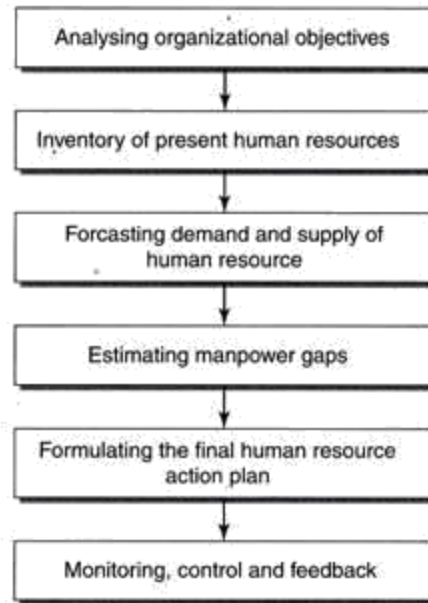 Analysing organizational objectives
Inventory of present human resources
Forcasting demand and supply of
human resource
Estimating manpower gaps
Formulating the final human resource
action plan
Monitoring, control and feedback